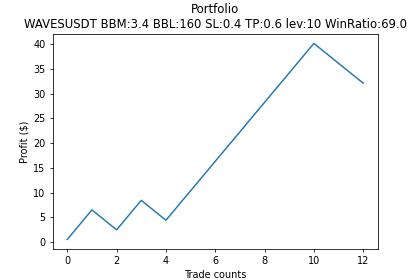 Portfolio
WAVESUSDT BBM:3.4 BBL:160 SL:0.4 TP:0.6 lev:10 WinRatio:69.0
40
35
30
25
20
15
10
5
0
Profit ($)
0 2 4 6 8 10 12
Trade counts